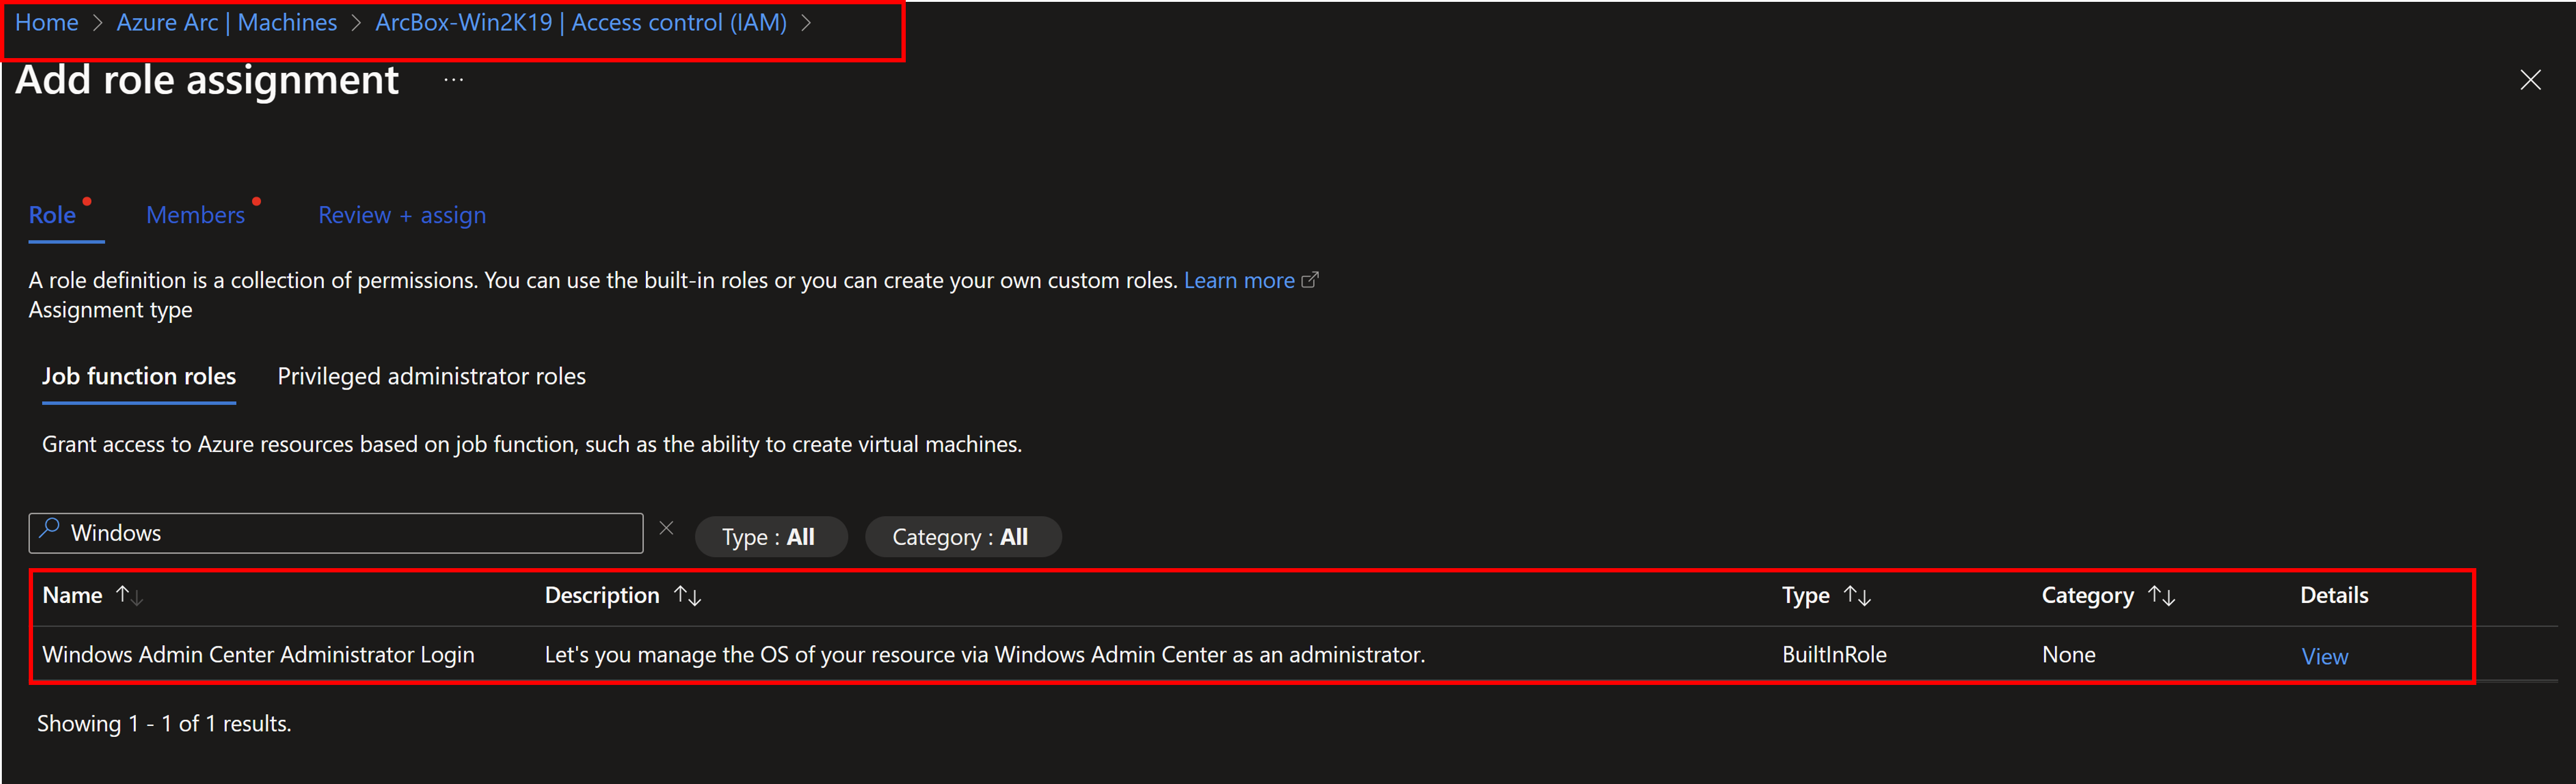 Home > Azure Arc | Machines > ArcBox-Win2K19 | Access control (IAM) >
Add role assignment ...
Role Members Review + assign
A role definition is a collection of permissions. You can use the built-in roles or you can create your own custom roles. Learn more
Assignment type
Job function roles Privileged administrator roles
Grant access to Azure resources based on job function, such as the ability to create virtual machines.
Windows Type : All Category : All
Name Description Type Category Details
Windows Admin Center Administrator Login Let's you manage the OS of your resource via Windows Admin Center as an administrator. BuiltInRole None View
Showing 1 - 1 of 1 results.